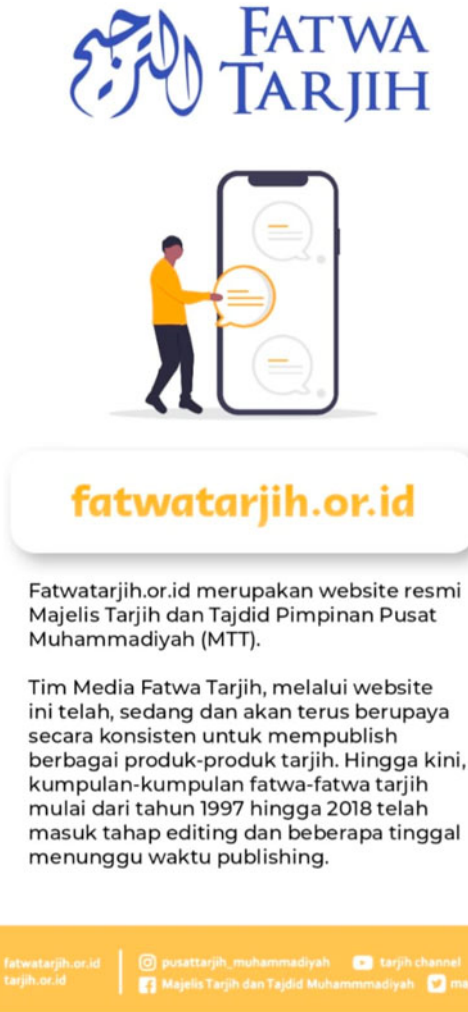 الترجيح
FATWA
TARJIH
fatwatarjih.or.id
Fatwatarjih.or.id merupakan website resmi
Majelis Tarjih dan Tajdid Pimpinan Pusat
Muhammadiyah (MTT).
Tim Media Fatwa Tarjih, melalui website
ini telah, sedang dan akan terus berupaya
secara konsisten untuk mempublish
berbagai produk-produk tarjih. Hingga kini,
kumpulan-kumpulan fatwa-fatwa tarjih
mulai dari tahun 1997 hingga 2018 telah
masuk tahap editing dan beberapa tinggal
menunggu waktu publishing.
fatwatarjih.or.id
tarjih.or.id
pusattarjih_muhammadiyah
tarjih channel
Majelis Tarjih dan Tajdid Muhammmadiyah